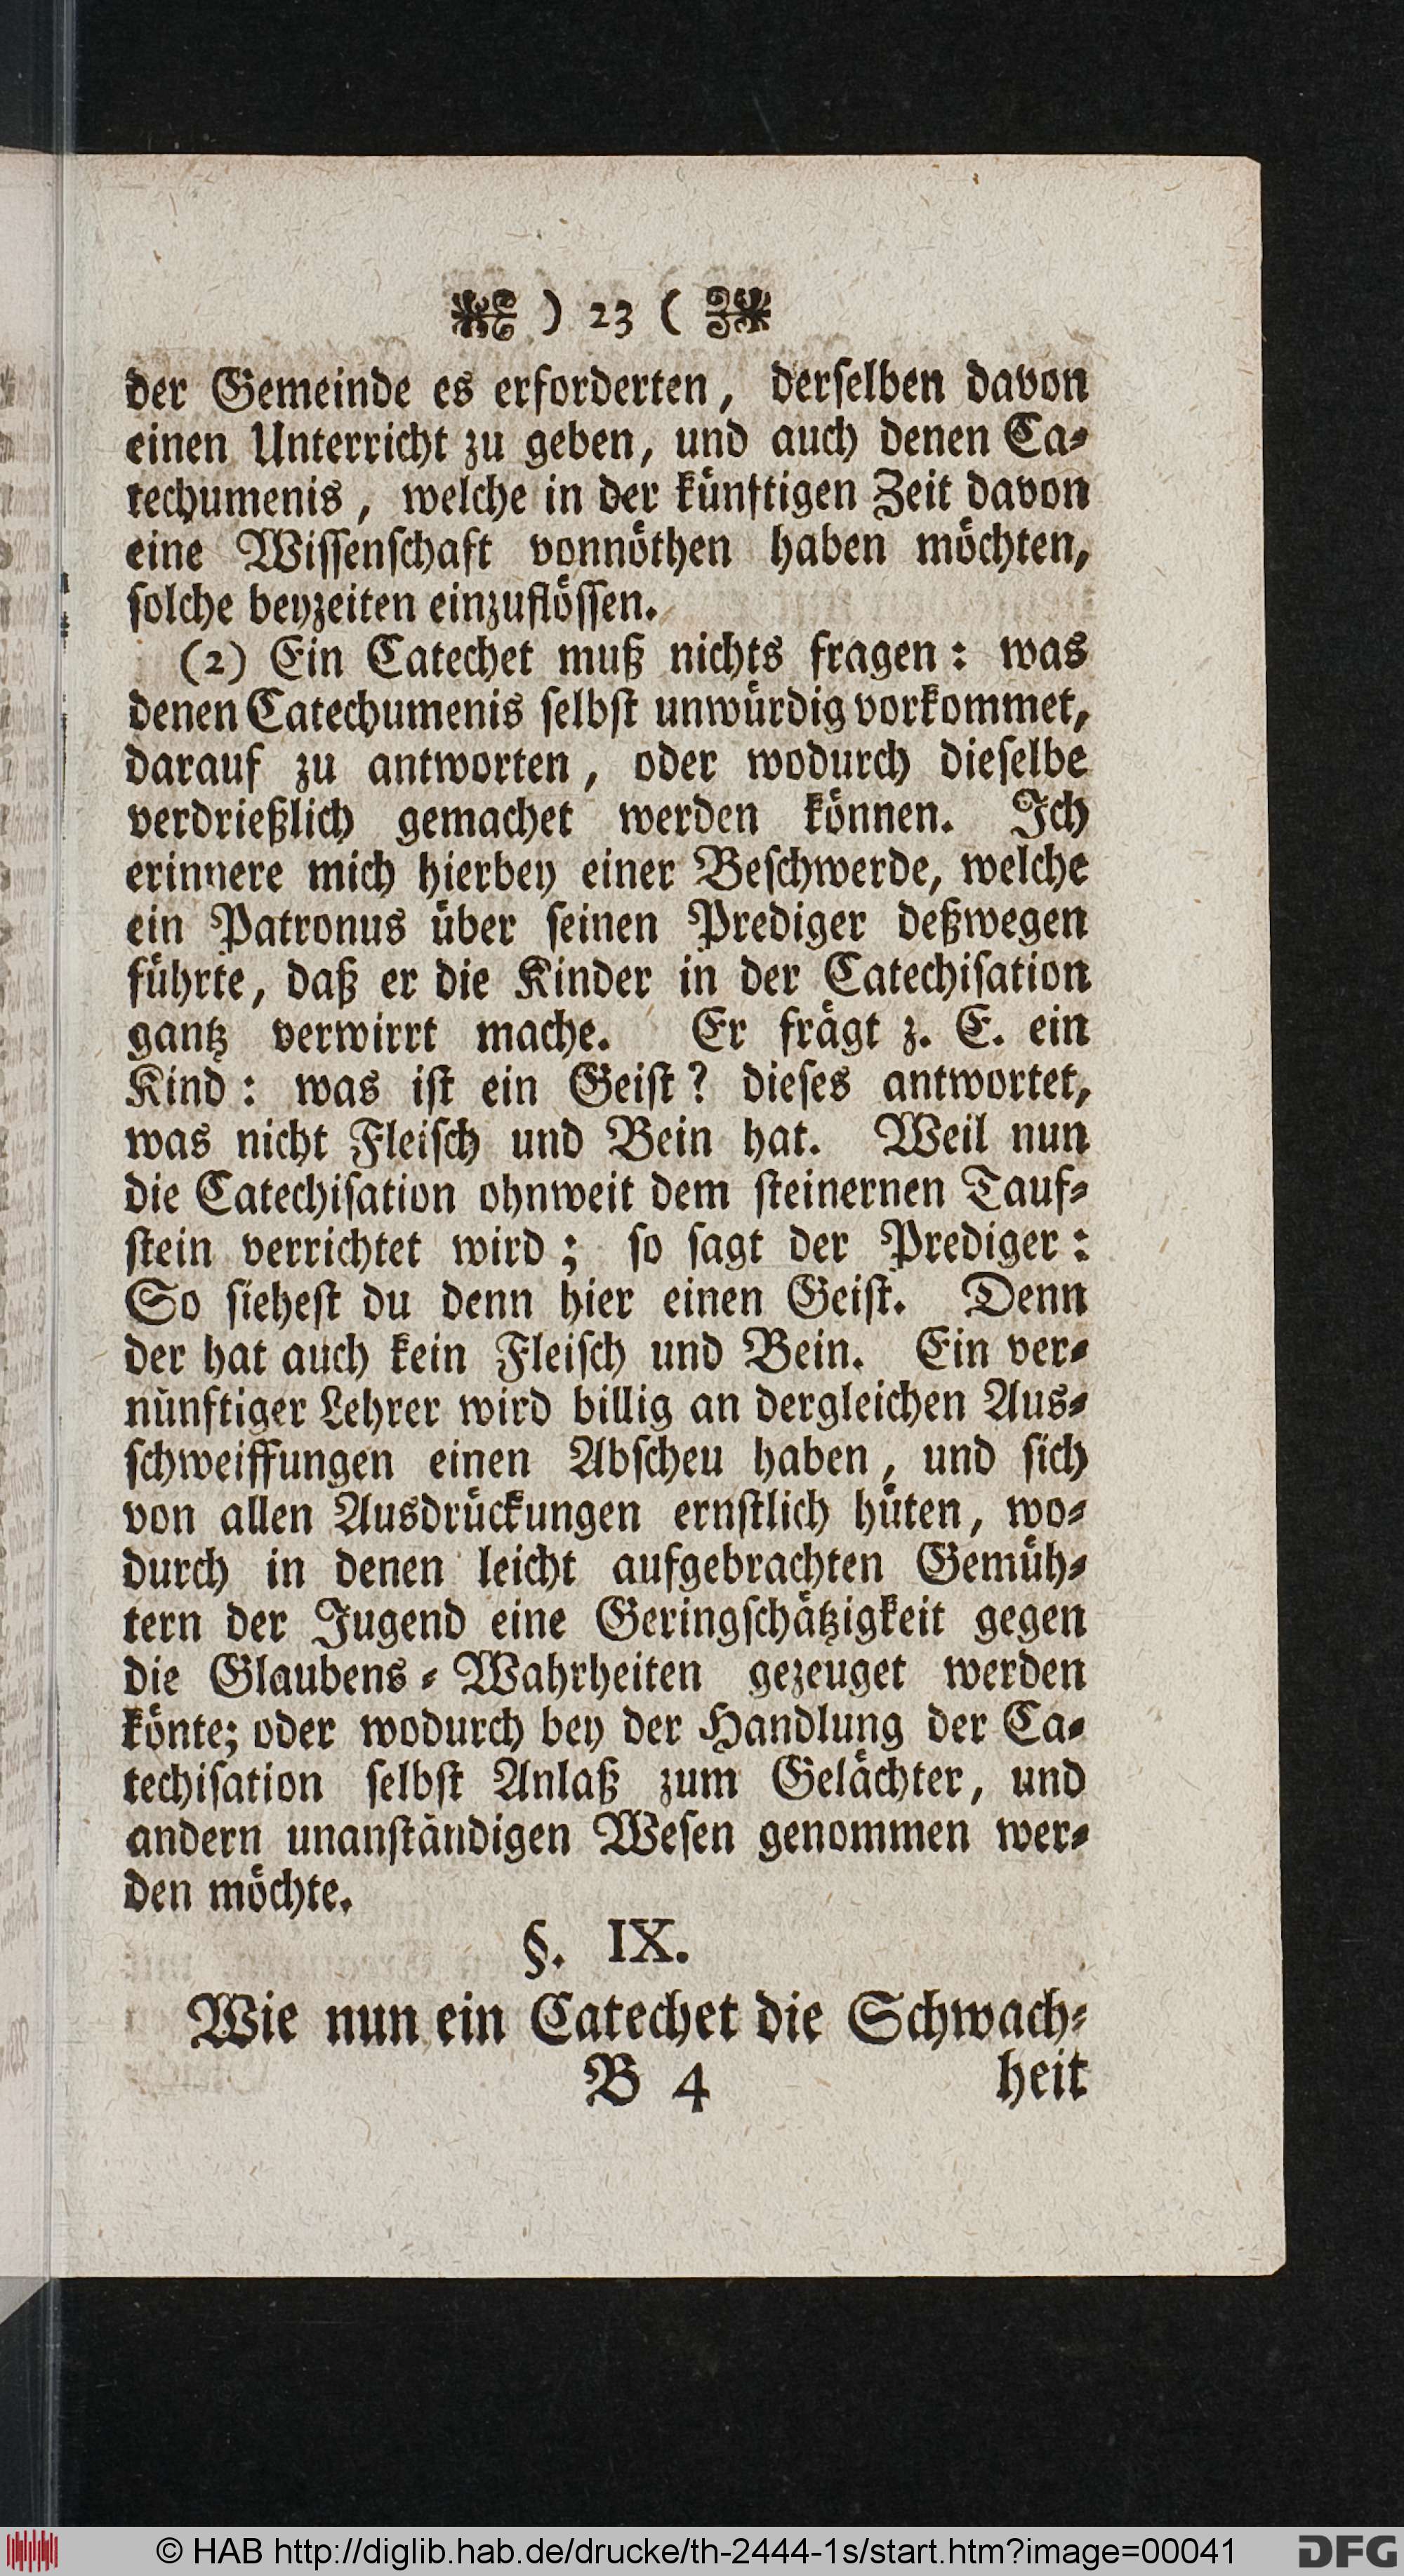 ) 23 (
der Gemeinde es erforderten, derſelben davon
einen Unterricht zu geben, und auch denen Ca⸗
techumenis, welche in der künftigen Zeit davon
eine Wiſſenſchaft vonnöthen haben möchten,
ſolche beyzeiten einzuflöſſen.
(2) Ein Catechet muß nichts fragen: was
denen Catechumenis ſelbſt unwürdig vorkommet,
darauf zu antworten, oder wodurch dieſelbe
verdrießlich gemachet werden können. Ich
erinnere mich hierbey einer Beſchwerde, welche
ein Patronus über ſeinen Prediger deßwegen
führte, daß er die Kinder in der Catechiſation
gantz verwirrt mache. Er frägt z. E. ein
Kind: was iſt ein Geiſt? dieſes antwortet,
was nicht Fleiſch und Bein hat. Weil nun
die Catechiſation ohnweit dem ſteinernen Tauf⸗
ſtein verrichtet wird; ſo ſagt der Prediger:
So ſieheſt du denn hier einen Geiſt. Denn
der hat auch kein Fleiſch und Bein. Ein ver⸗
nünftiger Lehrer wird billig an dergleichen Aus⸗
ſchweiffungen einen Abſcheu haben, und ſich
von allen Ausdrückungen ernſtlich hüten, wo⸗
durch in denen leicht aufgebrachten Gemüh⸗
tern der Jugend eine Geringſchätzigkeit gegen
die Glaubens⸗Wahrheiten gezeuget werden
könte; oder wodurch bey der Handlung der Ca⸗
techiſation ſelbſt Anlaß zum Gelächter, und
andern unanſtändigen Weſen genommen wer⸗
den möchte.
§. IX.
Wie nun ein Catechet die Schwach⸗
B 4 heit
© HAB http://diglib.hab.de/drucke/th-2444-1s/start.htm?image=00041 DFG